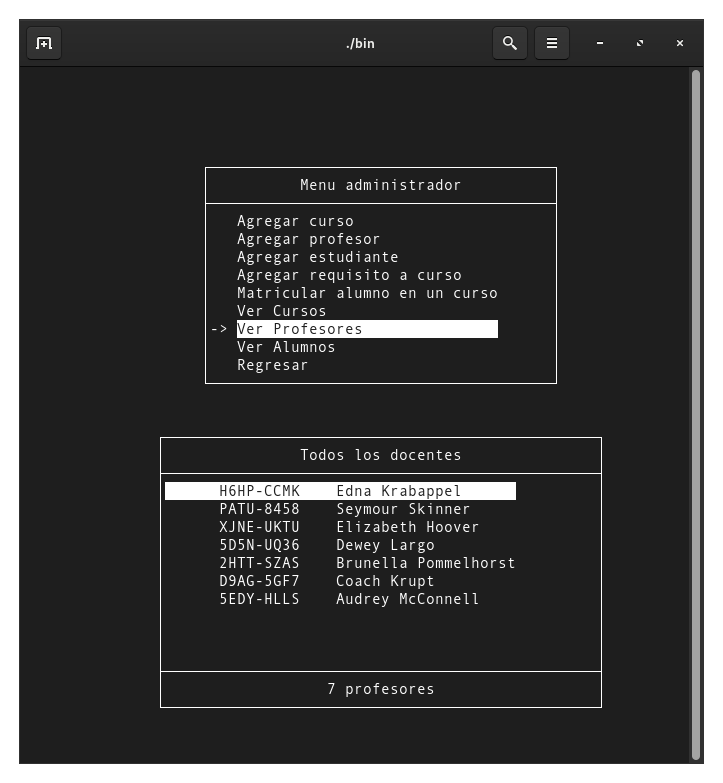 ./bin
Menu administrador
Agregar curso
Agregar profesor
Agregar estudiante
Agregar requisito a curso
Matricular alumno en un curso
Ver Cursos
-> Ver Profesores
Ver Alumnos
Regresar
Todos los docentes
H6HP-CCMK Edna Krabappel
PATU-8458 Seymour Skinner
XJNE-UKTU Elizabeth Hoover
5D5N-UQ36 Dewey Largo
2HTT-SZAS Brunella Pommelhorst
D9AG-5GF7 Coach Krupt
5EDY-HLLS Audrey McConnell
7 profesores